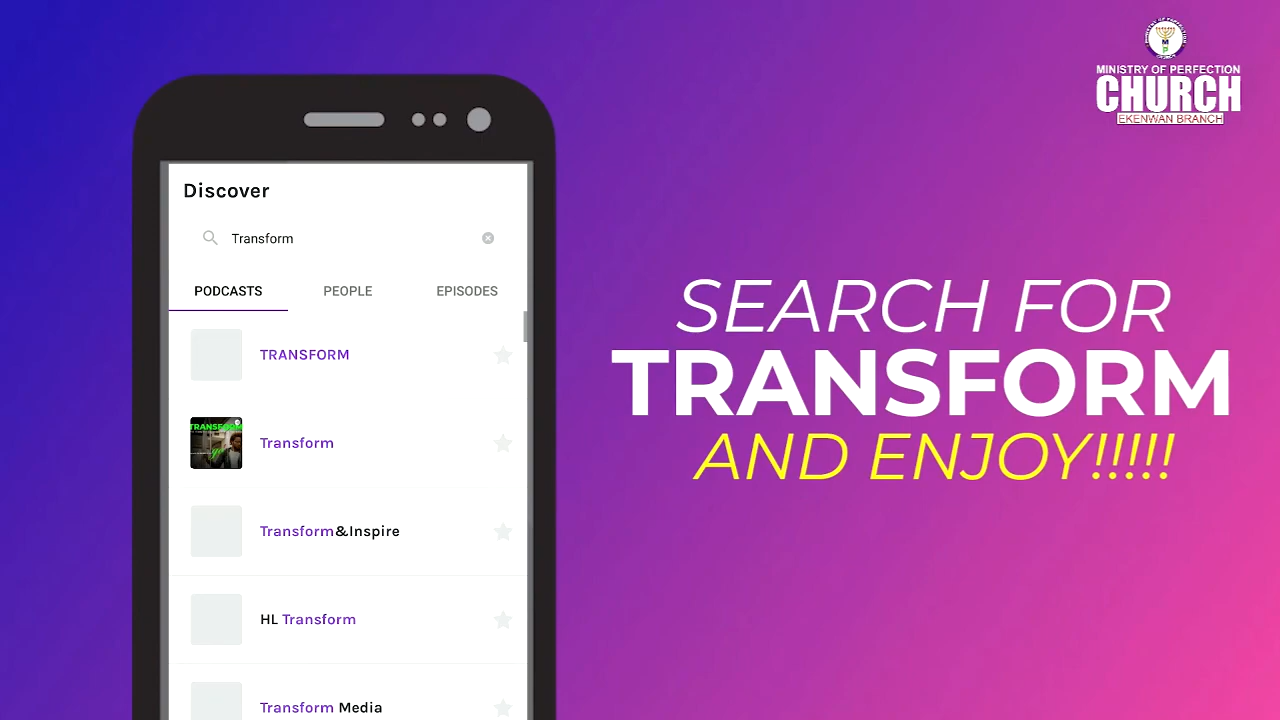 MINISTRY OF PERFECTION
CHURCH
EKENWAN BRANCH
Discover
Transform
PODCASTS PEOPLE EPISODES
TRANSFORM
TRANSFORM
Transform
Transform&Inspire
HL Transform
Transform Media
SEARCH FOR
TRANSFORM
AND ENJOY!!!!!